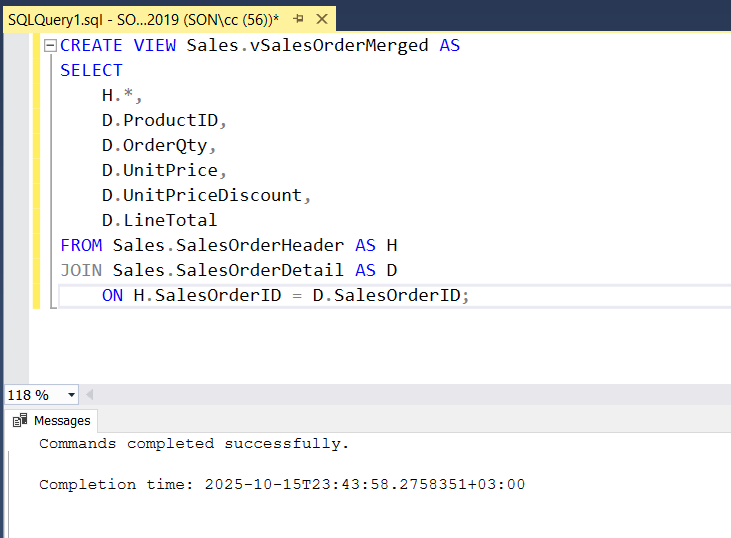 SQLQuery1.sql - SO...2019 (SON\cc (56))*
CREATE VIEW Sales.vSalesOrderMerged AS
SELECT
H.*,
D.ProductID,
D.OrderQty,
D.UnitPrice,
D.UnitPriceDiscount,
D.LineTotal
FROM Sales.SalesOrderHeader AS H
JOIN Sales.SalesOrderDetail AS D
ON H.SalesOrderID = D.SalesOrderID;
118 %
Messages
Commands completed successfully.
Completion time: 2025-10-15T23:43:58.2758351+03:00